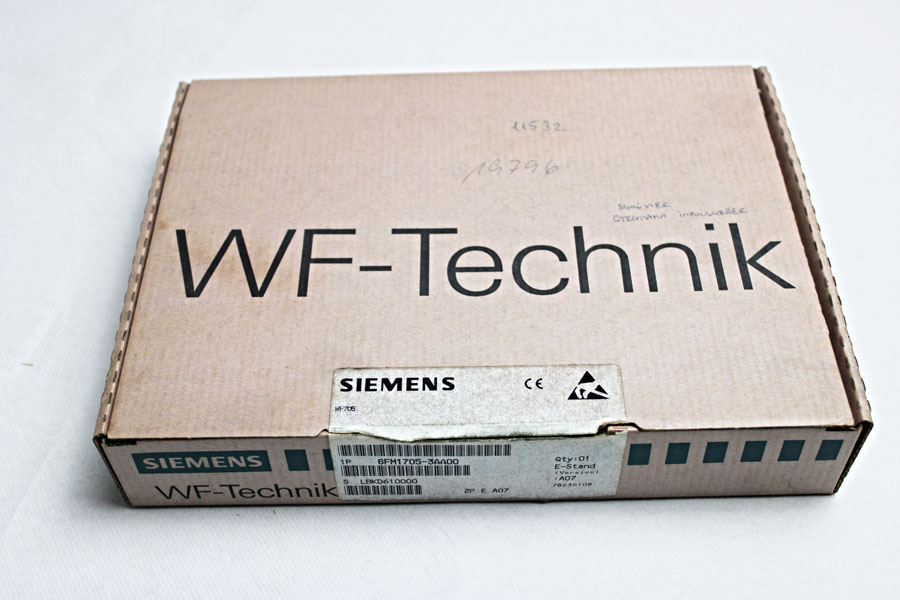 11532
19796
WF-Technik
SIEMENS CE
WF705
1P 6FM1705-3AA00
S LBKD610000
2P E A07
Qty:01
E-Stand
(Version)
:A07
SIEMENS
WF-Technik